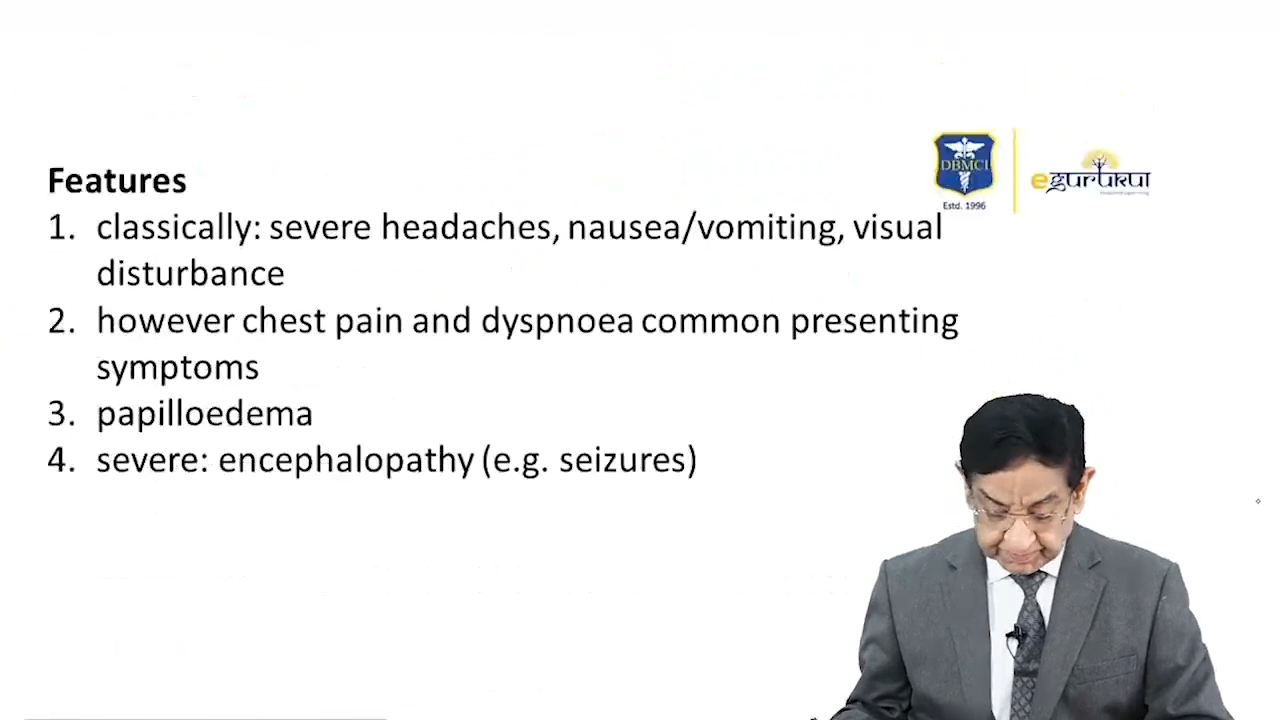 DBMCI
egurukul
Estd. 1996
Features
1. classically: severe headaches, nausea/vomiting, visual
disturbance
2. however chest pain and dyspnoea common presenting
symptoms
3. papilloedema
4. severe: encephalopathy (e.g. seizures)